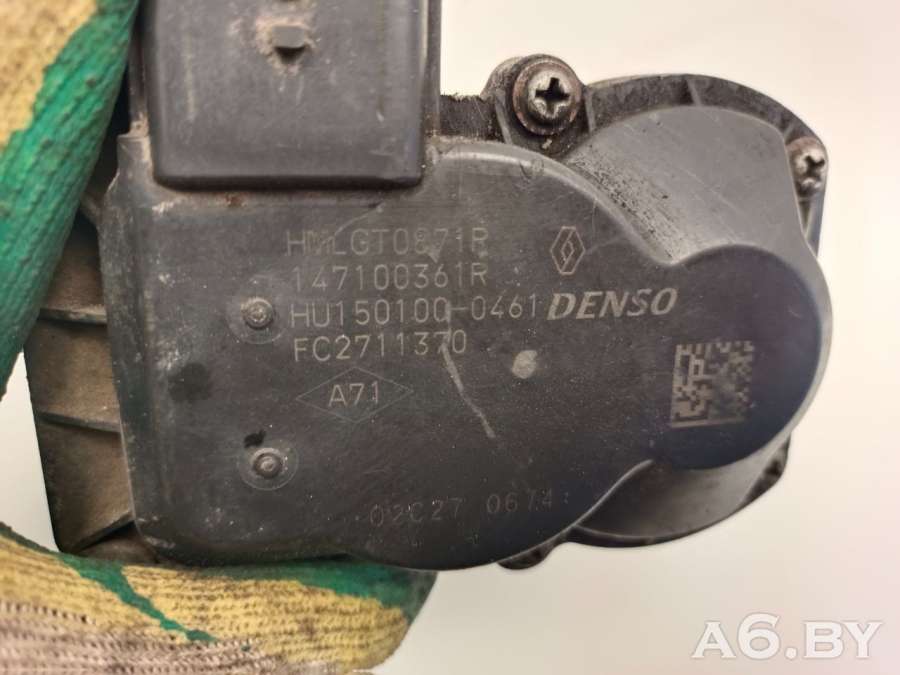 HMLGT0871R
147100361R
HU150100-0461
DENSO
FC2711370
A71
02C27 0674
A6.BY